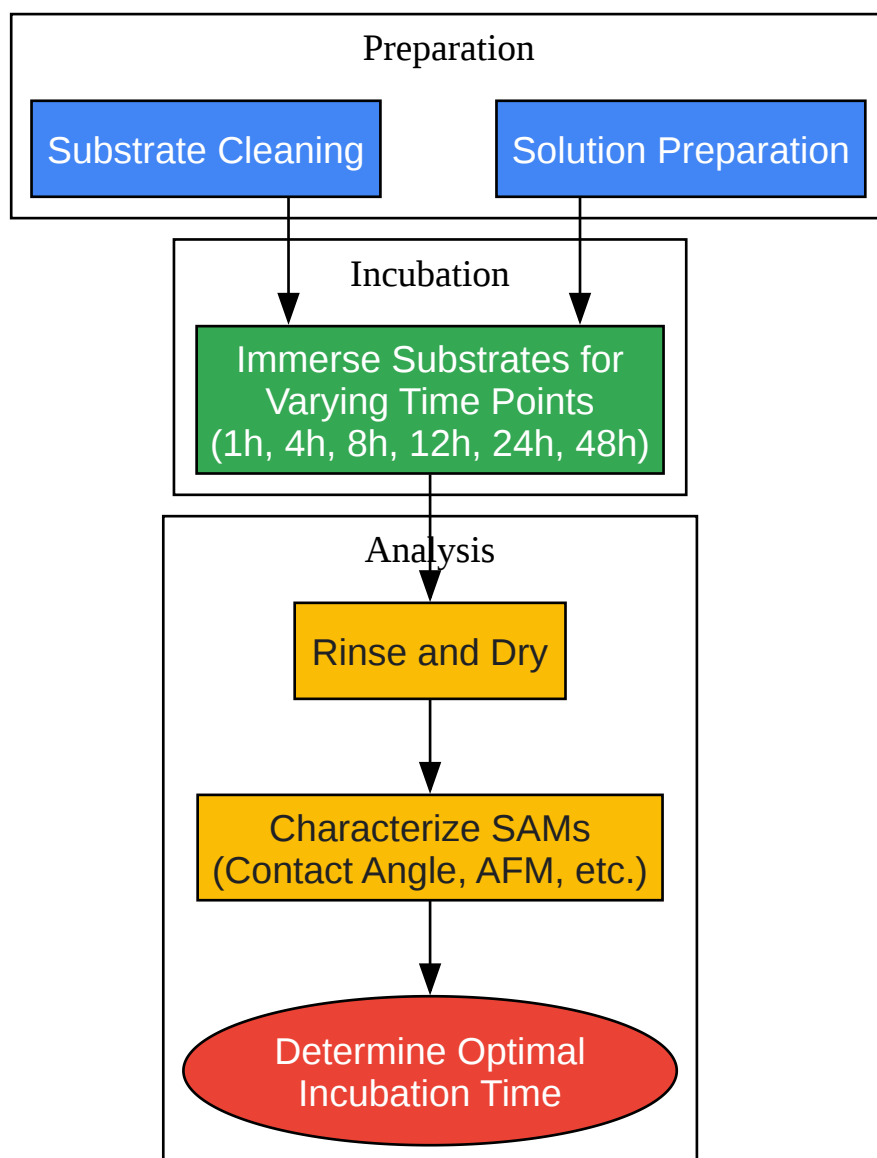 Preparation
Substrate Cleaning
Solution Preparation
Incubation
Immerse Substrates for
Varying Time Points
(1h, 4h, 8h, 12h, 24h, 48h)
Analysis
Rinse and Dry
Characterize SAMs
(Contact Angle, AFM, etc.)
Determine Optimal
Incubation Time